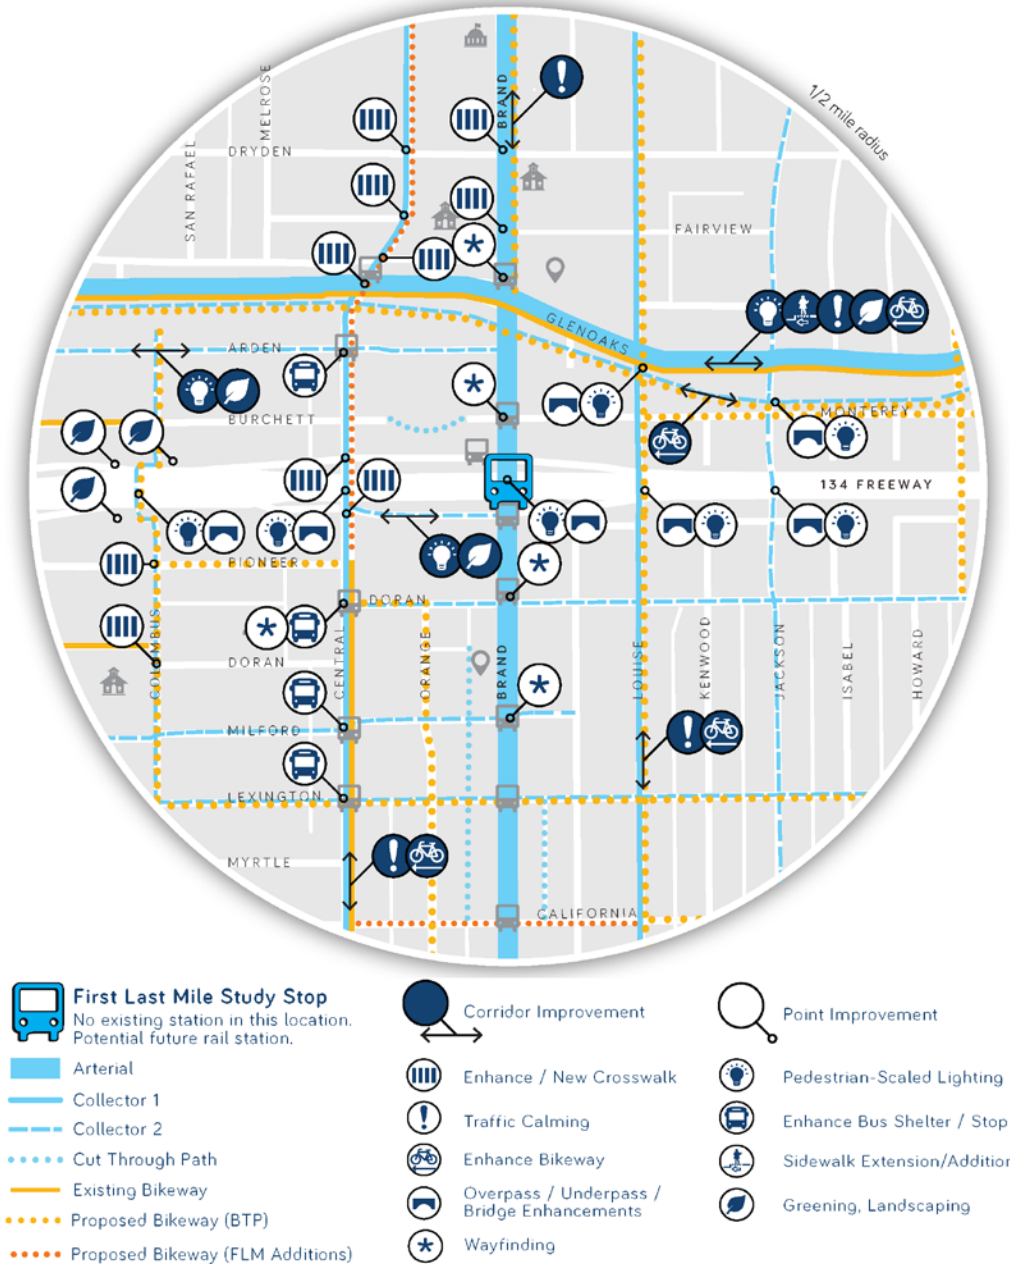 1/2 mile radius
MELROSE
BRAND
SAN RAFAEL
DRYDEN
FAIRVIEW
GLENOAKS
ARDEN
BURCHETT
MONTEREY
134 FREEWAY
PIONEER
DORAN
COLUMBUS
CENTRAL
ORANGE
BRAND
LOUISE
KENWOOD
JACKSON
ISABEL
HOWARD
DORAN
MILFORD
LEXINGTON
MYRTLE
CALIFORNIA
First Last Mile Study Stop
No existing station in this location.
Potential future rail station.
Arterial
Collector 1
Collector 2
Cut Through Path
Existing Bikeway
Proposed Bikeway (BTP)
Proposed Bikeway (FLM Additions)
Corridor Improvement
Enhance / New Crosswalk
Traffic Calming
Enhance Bikeway
Overpass / Underpass /
Bridge Enhancements
Wayfinding
Point Improvement
Pedestrian-Scaled Lighting
Enhance Bus Shelter / Stop
Sidewalk Extension/Addition
Greening, Landscaping